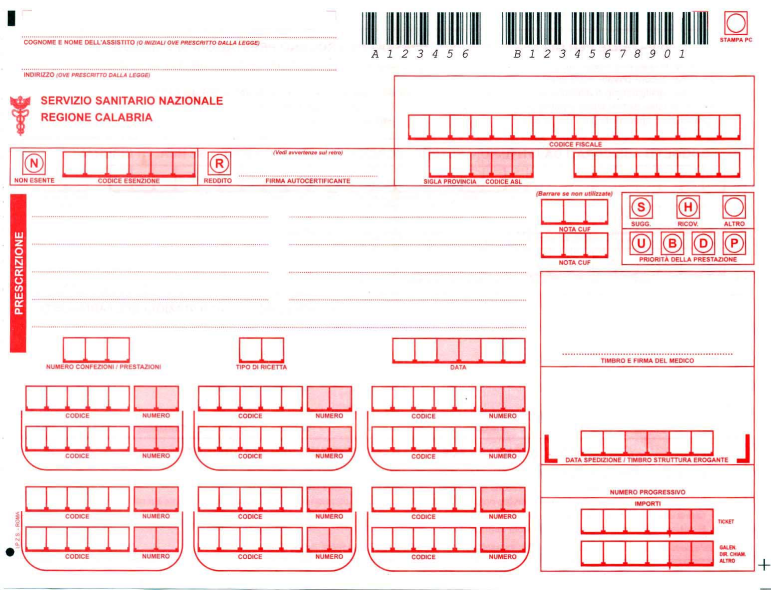 COGNOME E NOME DELL'ASSISTITO (O INIZIALI OVE PRESCRITTO DALLA LEGGE)
A 1 2 3 4 5 6 B 1 2 3 4 5 6 7 8 9 0 1
STAMPA PC
INDIRIZZO (OVE PRESCRITTO DALLA LEGGE)
SERVIZIO SANITARIO NAZIONALE
REGIONE CALABRIA
CODICE FISCALE
N
NON ESENTE
CODICE ESENZIONE
R
REDDITO
(Vedi avvertenze sul retro)
FIRMA AUTOCERTIFICANTE
SIGLA PROVINCIA CODICE ASL
PRESCRIZIONE
(Barrare se non utilizzate)
NOTA CUF
NOTA CUF
S H
SUGG. RICOV. ALTRO
U B D P
PRIORITÀ DELLA PRESTAZIONE
NUMERO CONFEZIONI / PRESTAZIONI
TIPO DI RICETTA
DATA
TIMBRO E FIRMA DEL MEDICO
CODICE NUMERO CODICE NUMERO CODICE NUMERO
CODICE NUMERO CODICE NUMERO CODICE NUMERO
DATA SPEDIZIONE / TIMBRO STRUTTURA EROGANTE
NUMERO PROGRESSIVO
IMPORTI
CODICE NUMERO CODICE NUMERO CODICE NUMERO
TICKET
CODICE NUMERO CODICE NUMERO CODICE NUMERO
GALEN.
DIR. CHIAM.
ALTRO
I.P.Z.S. - ROMA